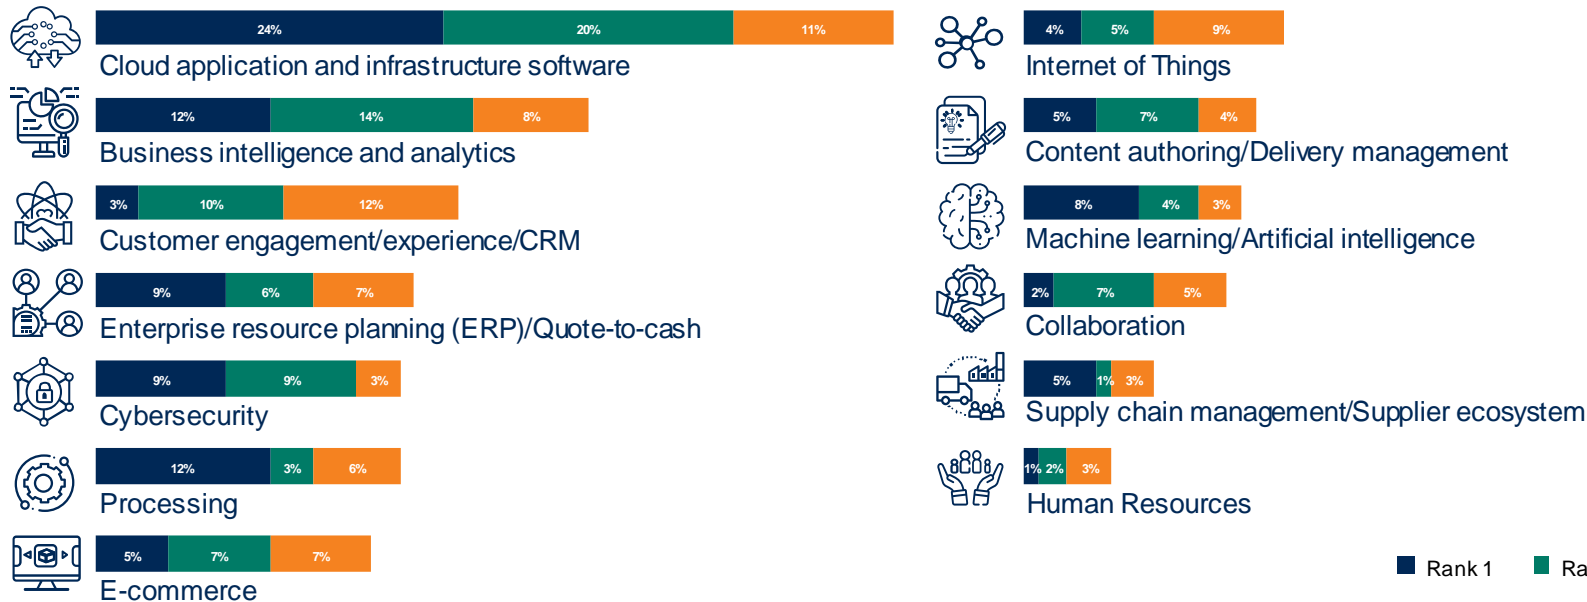 24% 20% 11%
Cloud application and infrastructure software
12% 14% 8%
Business intelligence and analytics
3% 10% 12%
Customer engagement/experience/CRM
9% 6% 7%
Enterprise resource planning (ERP)/Quote-to-cash
9% 9% 3%
Cybersecurity
12% 3% 6%
Processing
5% 7% 7%
E-commerce
4% 5% 9%
Internet of Things
5% 7% 4%
Content authoring/Delivery management
8% 4% 3%
Machine learning/Artificial intelligence
2% 7% 5%
Collaboration
5% 1% 3%
Supply chain management/Supplier ecosystem
1% 2% 3%
Human Resources
Rank 1 Ra